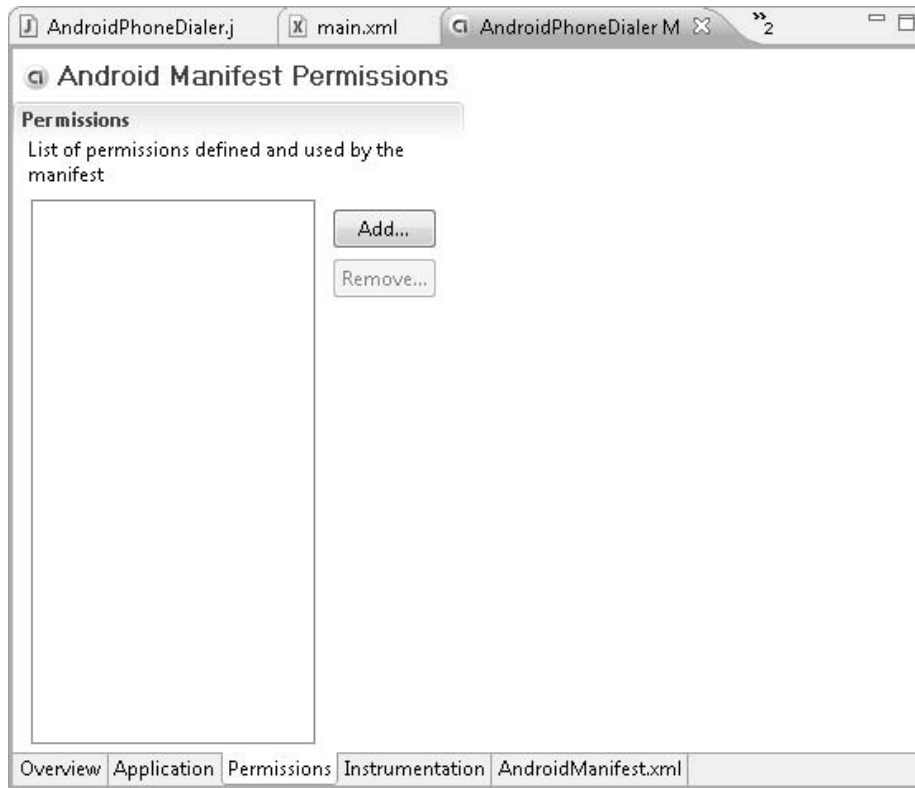 AndroidPhoneDialer.j main.xml AndroidPhoneDialer M »2
Android Manifest Permissions
Permissions
List of permissions defined and used by the
manifest
Add...
Remove...
Overview Application Permissions Instrumentation AndroidManifest.xml